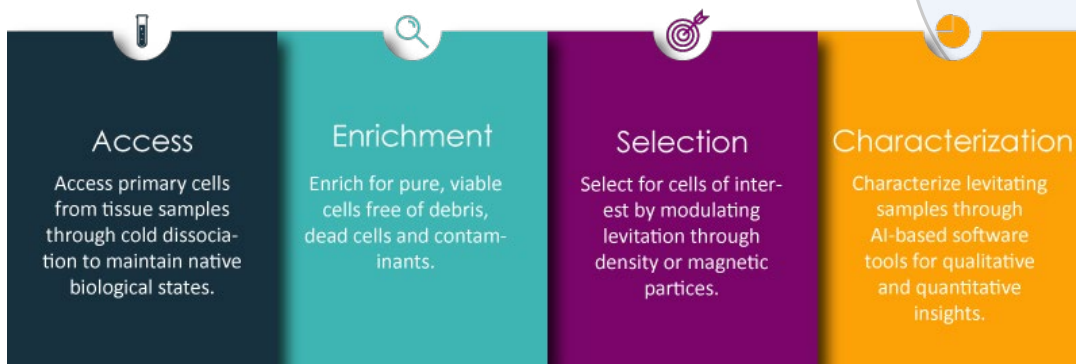 Access
Access primary cells
from tissue samples
through cold dissocia-
tion to maintain native
biological states.
Enrichment
Enrich for pure, viable
cells free of debris,
dead cells and contam-
inants.
Selection
Select for cells of inter-
est by modulating
levitation through
density or magnetic
partices.
Characterization
Characterize levitating
samples through
AI-based software
tools for qualitative
and quantitative
insights.